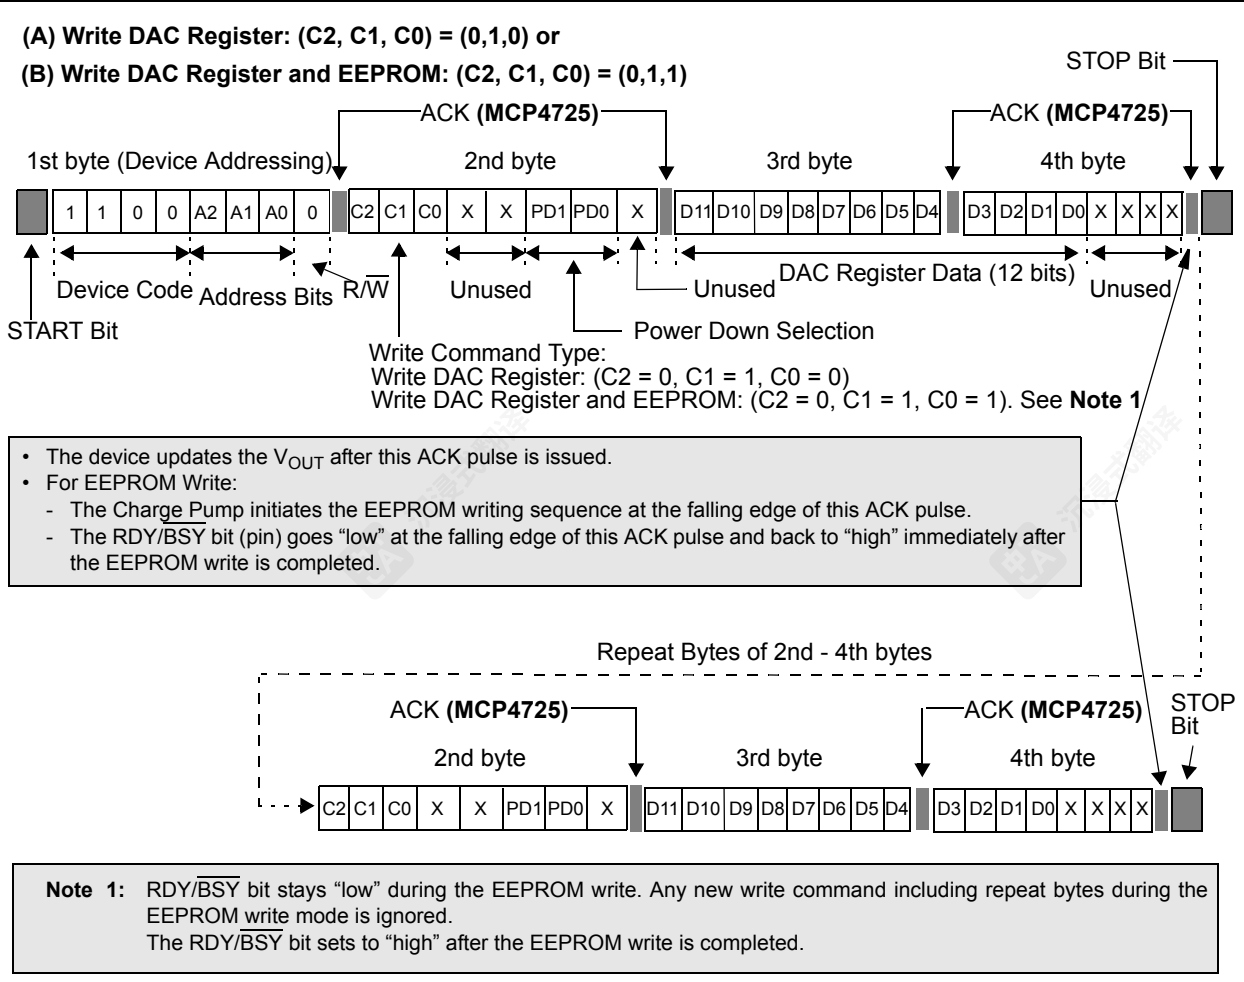 (A) Write DAC Register: (C2, C1, C0) = (0,1,0) or
(B) Write DAC Register and EEPROM: (C2, C1, C0) = (0,1,1)
STOP Bit
ACK (MCP4725)
ACK (MCP4725)
1st byte (Device Addressing)
2nd byte
3rd byte
4th byte
1 1 0 0 A2 A1 A0 0
C2 C1 C0 X X PD1 PD0 X
D11 D10 D9 D8 D7 D6 D5 D4
D3 D2 D1 D0 X X X X
Device Code
Address Bits
R/W̅
Unused
Unused
DAC Register Data (12 bits)
Unused
START Bit
Power Down Selection
Write Command Type:
Write DAC Register: (C2 = 0, C1 = 1, C0 = 0)
Write DAC Register and EEPROM: (C2 = 0, C1 = 1, C0 = 1). See Note 1
• The device updates the VOUT after this ACK pulse is issued.
• For EEPROM Write:
- The Charge Pump initiates the EEPROM writing sequence at the falling edge of this ACK pulse.
- The RDY/B̅S̅Y̅ bit (pin) goes “low” at the falling edge of this ACK pulse and back to “high” immediately after
the EEPROM write is completed.
Repeat Bytes of 2nd - 4th bytes
ACK (MCP4725)
ACK (MCP4725)
STOP
Bit
2nd byte
3rd byte
4th byte
C2 C1 C0 X X PD1 PD0 X
D11 D10 D9 D8 D7 D6 D5 D4
D3 D2 D1 D0 X X X X
Note 1: RDY/B̅S̅Y̅ bit stays “low” during the EEPROM write. Any new write command including repeat bytes during the
EEPROM write mode is ignored.
The RDY/B̅S̅Y̅ bit sets to “high” after the EEPROM write is completed.
沉浸式翻译
沉浸式翻译